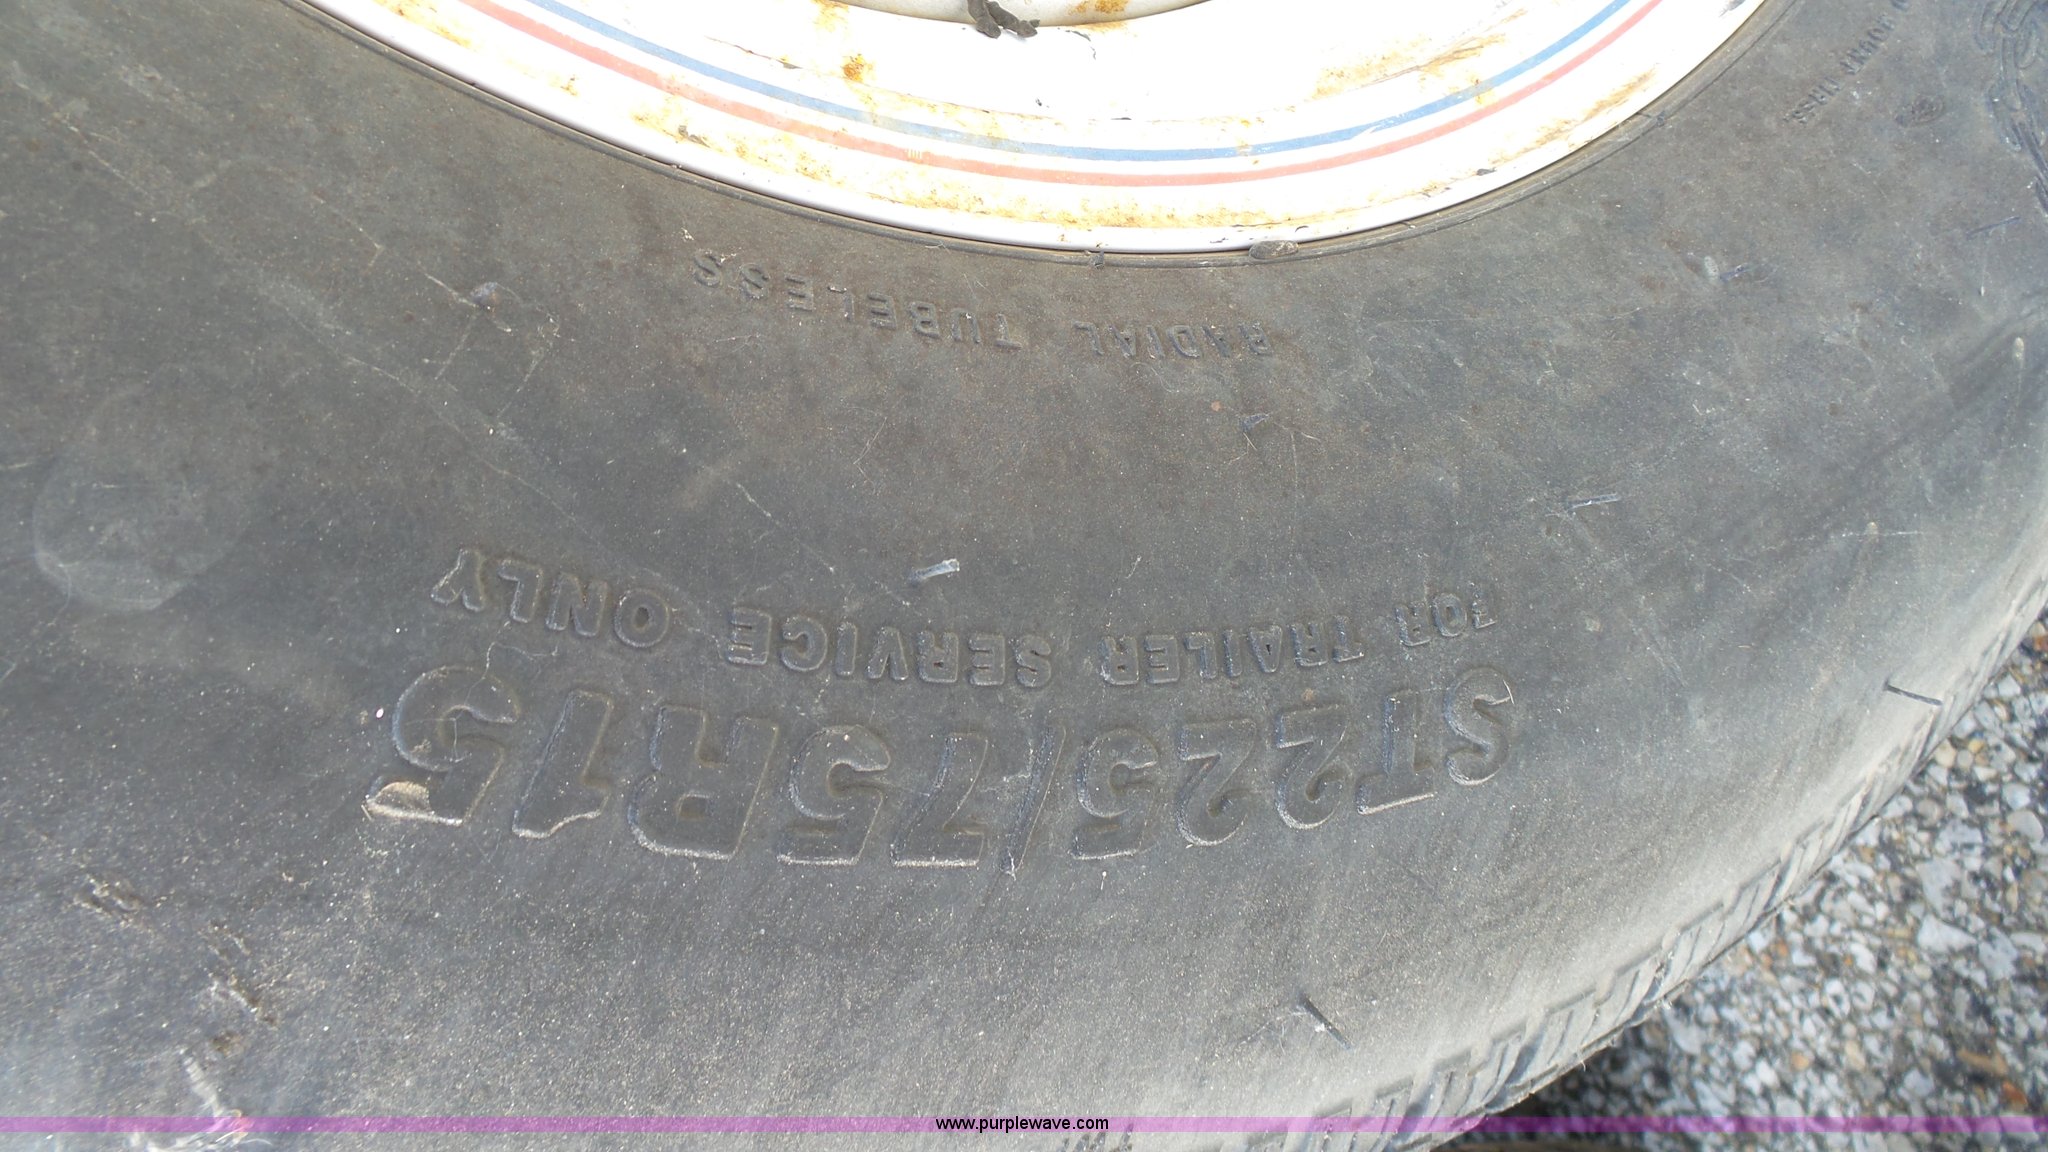 RADIAL TUBELESS
FOR TRAILER SERVICE ONLY
ST225/75R15
www.purplewave.com